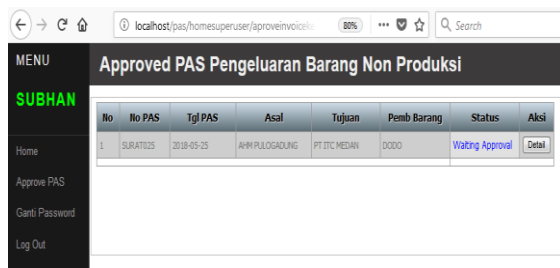 localhost/pas/homesuperuser/aproveinvoicek
80%
Search
MENU
SUBHAN
Home
Approve PAS
Ganti Password
Log Out
Approved PAS Pengeluaran Barang Non Produksi
No No PAS Tgl PAS Asal Tujuan Pemb Barang Status Aksi
1 SURAT025 2018-05-25 AHM PULOGADUNG PT ITC MEDAN DODO Waiting Approval Detail